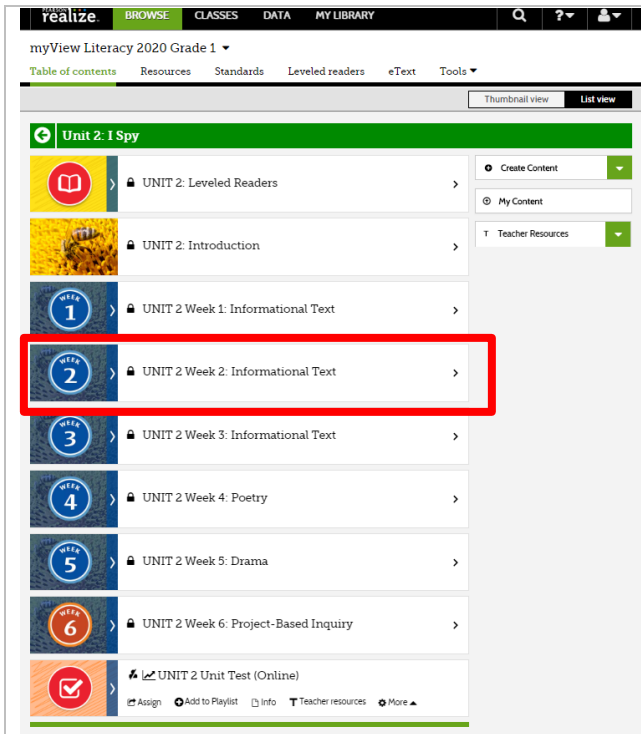 PEARSON
realize. BROWSE CLASSES DATA MY LIBRARY ?
myView Literacy 2020 Grade 1
Table of contents Resources Standards Leveled readers eText Tools
Thumbnail view List view
Unit 2: I Spy
UNIT 2: Leveled Readers
UNIT 2: Introduction
WEEK
1
UNIT 2 Week 1: Informational Text
WEEK
2
UNIT 2 Week 2: Informational Text
WEEK
3
UNIT 2 Week 3: Informational Text
WEEK
4
UNIT 2 Week 4: Poetry
WEEK
5
UNIT 2 Week 5: Drama
WEEK
6
UNIT 2 Week 6: Project-Based Inquiry
UNIT 2 Unit Test (Online)
Assign Add to Playlist Info T Teacher resources More
Create Content
My Content
T Teacher Resources